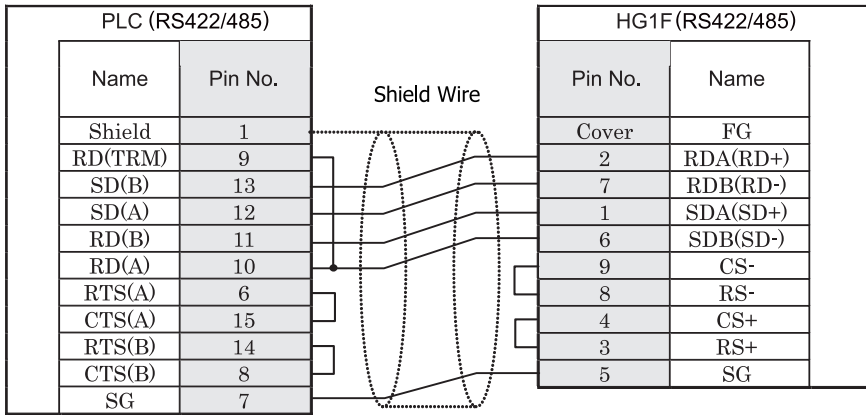 PLC (RS422/485) HG1F(RS422/485)
Name Pin No. Pin No. Name
Shield Wire
Shield 1 Cover FG
RD(TRM) 9 2 RDA(RD+)
SD(B) 13 7 RDB(RD-)
SD(A) 12 1 SDA(SD+)
RD(B) 11 6 SDB(SD-)
RD(A) 10 9 CS-
RTS(A) 6 8 RS-
CTS(A) 15 4 CS+
RTS(B) 14 3 RS+
CTS(B) 8 5 SG
SG 7